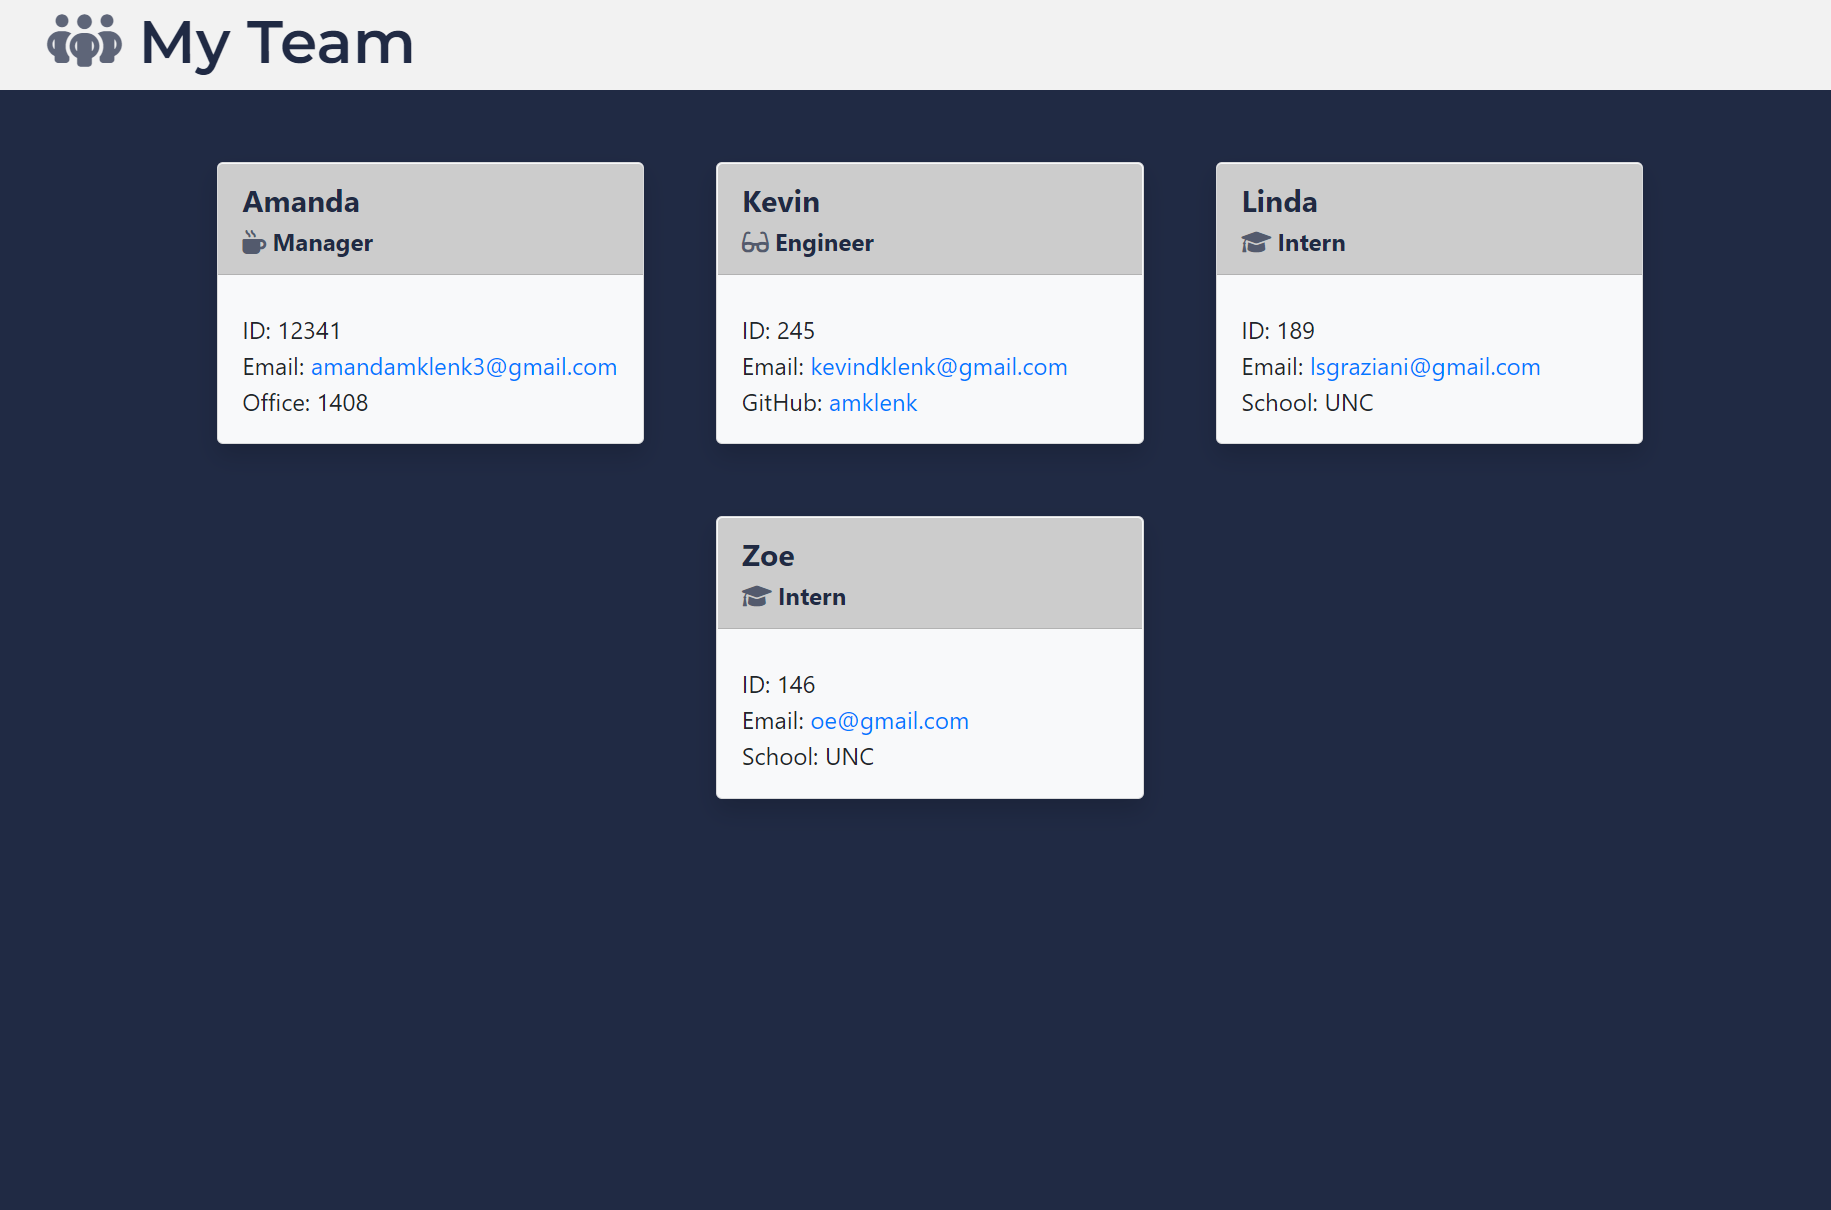 My Team
Amanda
Manager
ID: 12341
Email: amandamklenk3@gmail.com
Office: 1408
Kevin
Engineer
ID: 245
Email: kevindklenk@gmail.com
GitHub: amklenk
Linda
Intern
ID: 189
Email: lsgraziani@gmail.com
School: UNC
Zoe
Intern
ID: 146
Email: oe@gmail.com
School: UNC